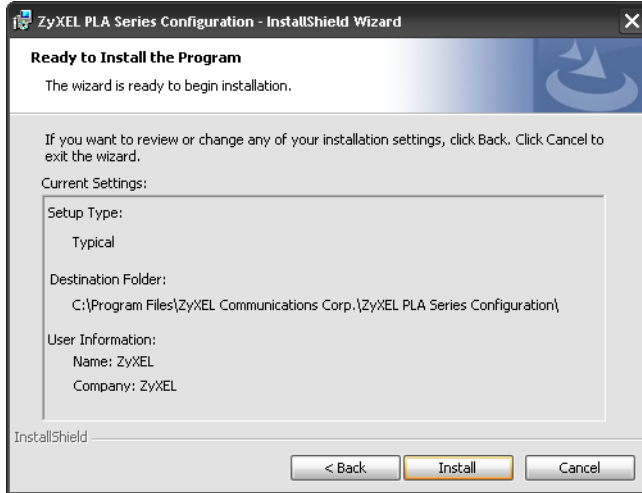 ZyXEL PLA Series Configuration - InstallShield Wizard
Ready to Install the Program
The wizard is ready to begin installation.
If you want to review or change any of your installation settings, click Back. Click Cancel to
exit the wizard.
Current Settings:
Setup Type:
Typical
Destination Folder:
C:\Program Files\ZyXEL Communications Corp.\ZyXEL PLA Series Configuration\
User Information:
Name: ZyXEL
Company: ZyXEL
InstallShield
< Back
Install
Cancel